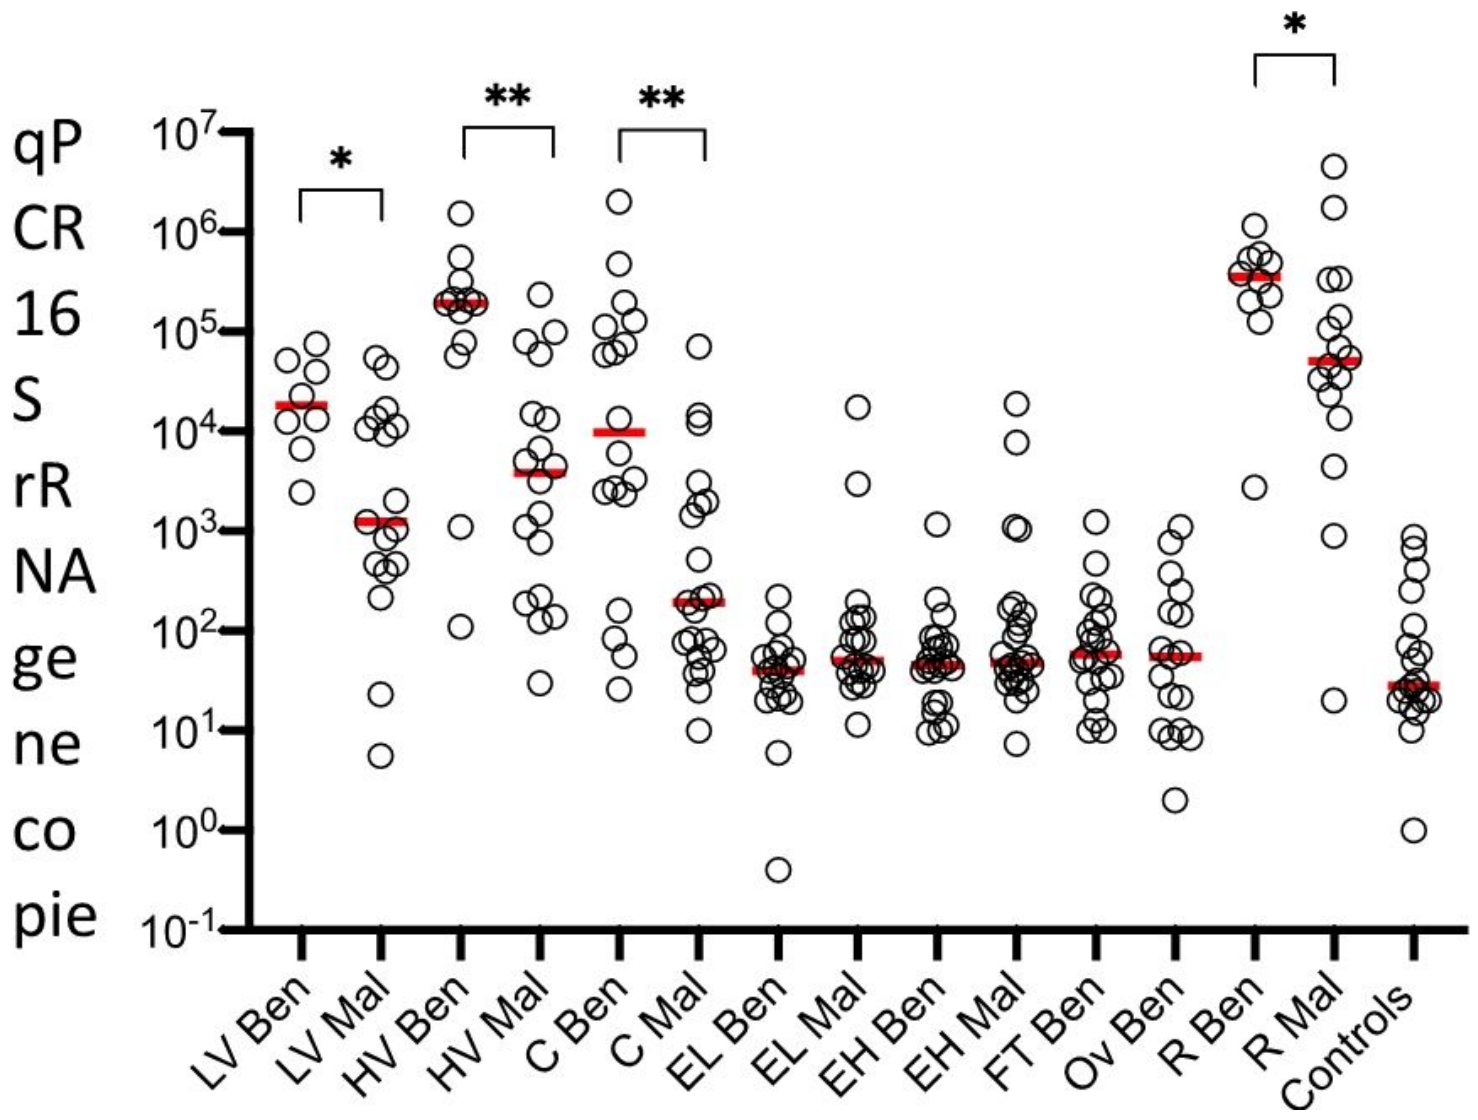 qP
CR
16
S
rR
NA
ge
ne
co
pie
*
**
**
*
10⁷
10⁶
10⁵
10⁴
10³
10²
10¹
10⁰
10⁻¹
LV Ben
LV Mal
HV Ben
HV Mal
C Ben
C Mal
EL Ben
EL Mal
EH Ben
EH Mal
FT Ben
Ov Ben
R Ben
R Mal
Controls